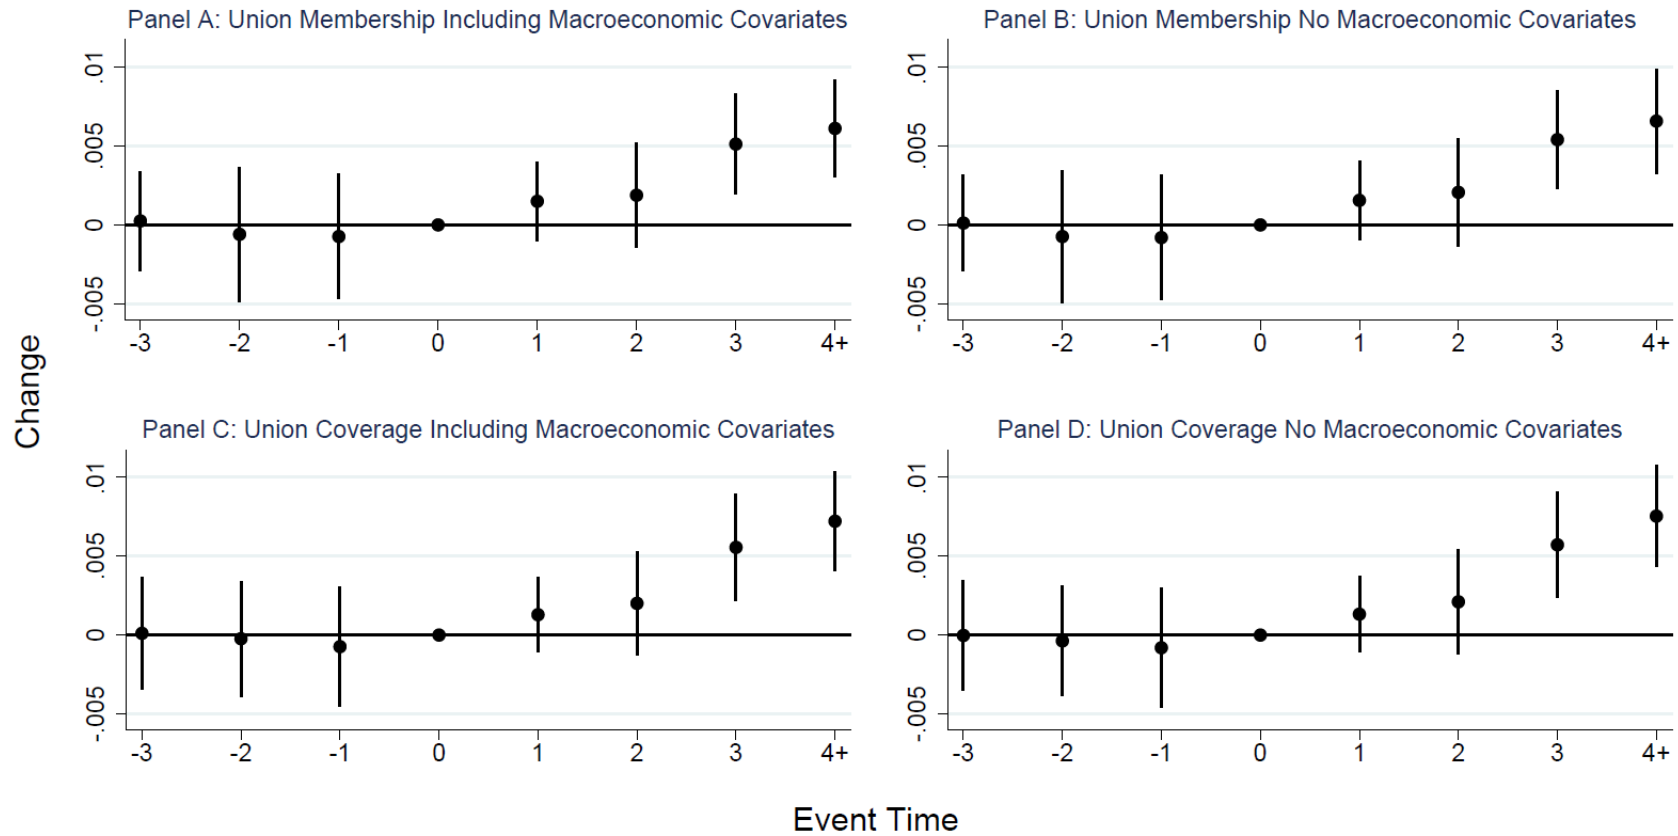 Panel A: Union Membership Including Macroeconomic Covariates
.01
.005
0
-.005
-3 -2 -1 0 1 2 3 4+
Panel B: Union Membership No Macroeconomic Covariates
.01
.005
0
-.005
-3 -2 -1 0 1 2 3 4+
Change
Panel C: Union Coverage Including Macroeconomic Covariates
.01
.005
0
-.005
-3 -2 -1 0 1 2 3 4+
Panel D: Union Coverage No Macroeconomic Covariates
.01
.005
0
-.005
-3 -2 -1 0 1 2 3 4+
Event Time